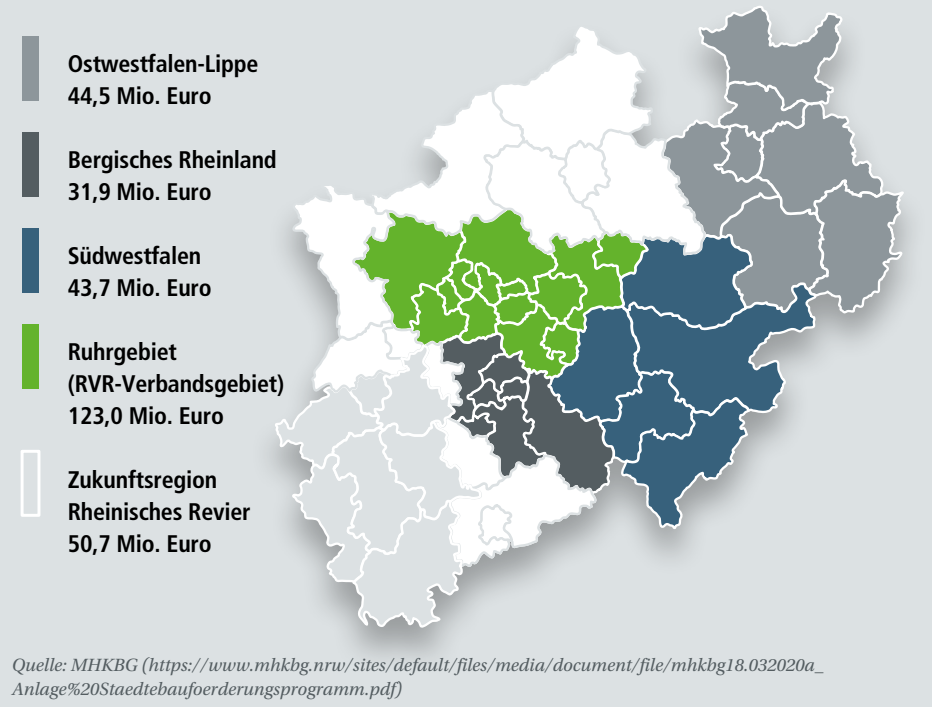 Ostwestfalen-Lippe
44,5 Mio. Euro
Bergisches Rheinland
31,9 Mio. Euro
Südwestfalen
43,7 Mio. Euro
Ruhrgebiet
(RVR-Verbandsgebiet)
123,0 Mio. Euro
Zukunftsregion
Rheinisches Revier
50,7 Mio. Euro
Quelle: MHKBG (https://www.mhkbg.nrw/sites/default/files/media/document/file/mhkbg18.032020a_
Anlage%20Staedtebaufoerderungsprogramm.pdf)